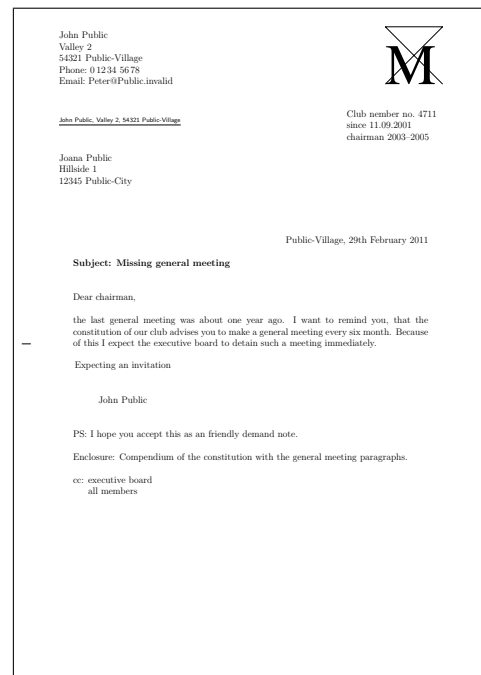 John Public
Valley 2
54321 Public-Village
Phone: 0 12 34 56 78
Email: Peter@Public.invalid
M
John Public, Valley 2, 54321 Public-Village
Club nember no. 4711
since 11.09.2001
chairman 2003–2005
Joana Public
Hillside 1
12345 Public-City
Public-Village, 29th February 2011
Subject: Missing general meeting
Dear chairman,
the last general meeting was about one year ago. I want to remind you, that the
constitution of our club advises you to make a general meeting every six month. Because
of this I expect the executive board to detain such a meeting immediately.
Expecting an invitation
John Public
PS: I hope you accept this as an friendly demand note.
Enclosure: Compendium of the constitution with the general meeting paragraphs.
cc: executive board
all members